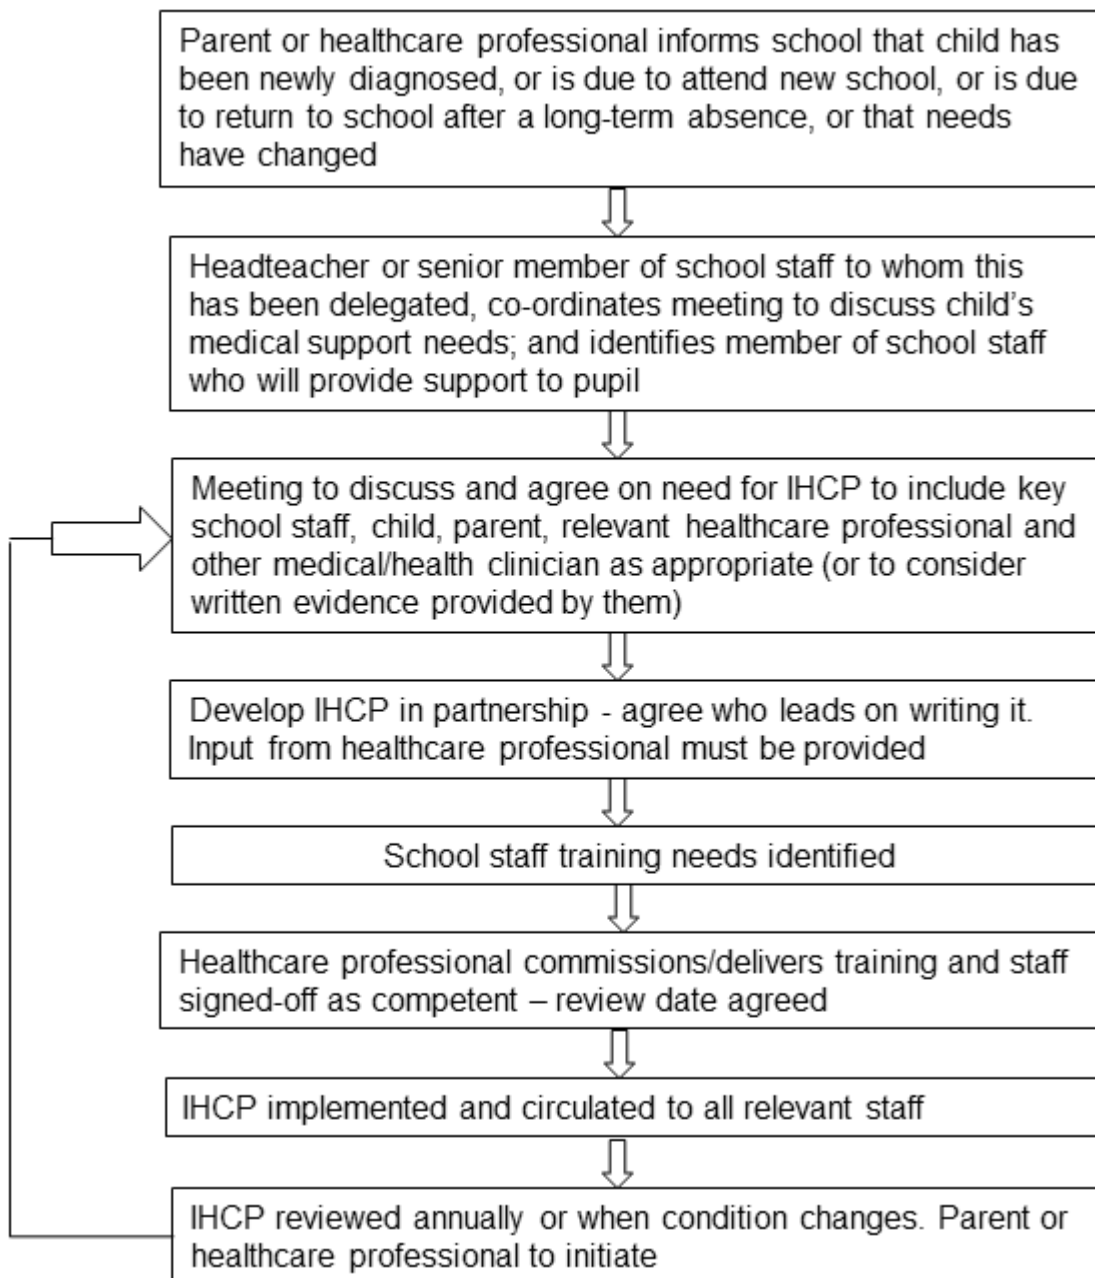 Parent or healthcare professional informs school that child has
been newly diagnosed, or is due to attend new school, or is due
to return to school after a long-term absence, or that needs
have changed
Headteacher or senior member of school staff to whom this
has been delegated, co-ordinates meeting to discuss child’s
medical support needs; and identifies member of school staff
who will provide support to pupil
Meeting to discuss and agree on need for IHCP to include key
school staff, child, parent, relevant healthcare professional and
other medical/health clinician as appropriate (or to consider
written evidence provided by them)
Develop IHCP in partnership - agree who leads on writing it.
Input from healthcare professional must be provided
School staff training needs identified
Healthcare professional commissions/delivers training and staff
signed-off as competent – review date agreed
IHCP implemented and circulated to all relevant staff
IHCP reviewed annually or when condition changes. Parent or
healthcare professional to initiate